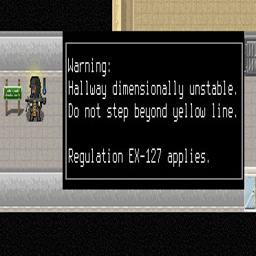 Warning:
Hallway dimensionally unstable.
Do not step beyond yellow line.
Regulation EX-127 applies.